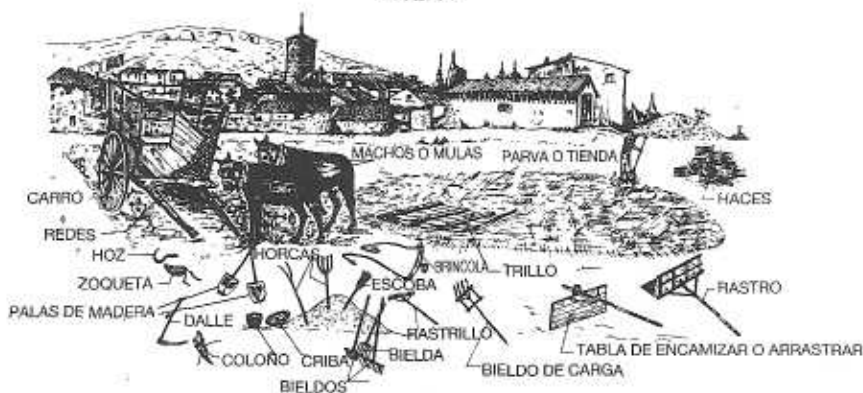 MACHOS O MULAS
PARVA O TIENDA
CARRO
HACES
REDES
HOZ
HORCAS
BRINCOLA
TRILLO
ZOQUETA
ESCOBA
RASTRO
PALAS DE MADERA
DALLE
RASTRILLO
COLOÑO
CRIBA
BIELDA
TABLA DE ENCAMIZAR O ARRASTRAR
BIELDO DE CARGA
BIELDOS